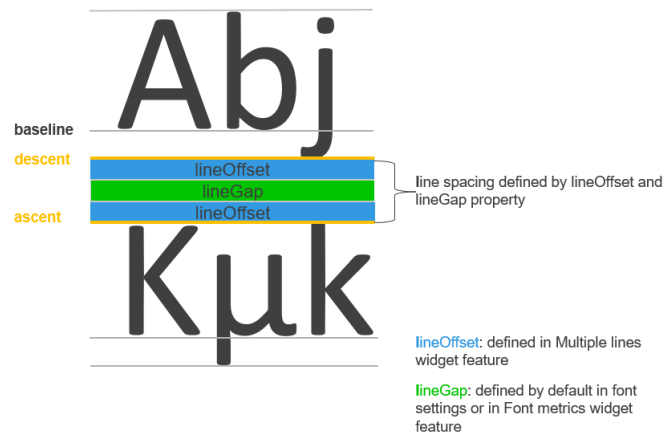 Abj
baseline
descent
lineOffset
lineGap
line spacing defined by lineOffset and
lineGap property
ascent
lineOffset
Kµk
lineOffset: defined in Multiple lines
widget feature
lineGap: defined by default in font
settings or in Font metrics widget
feature